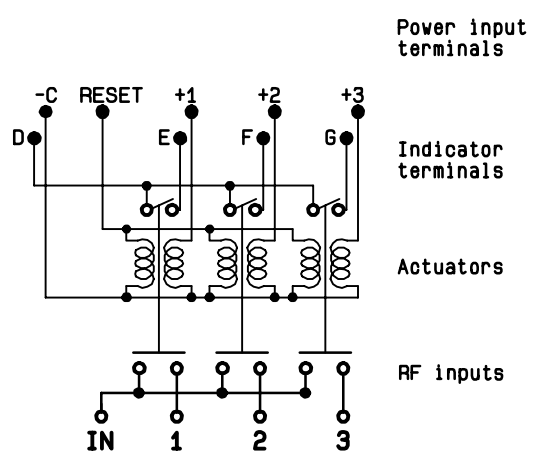 Power input
terminals
-C RESET +1 +2 +3
D E F G
Indicator
terminals
Actuators
RF inputs
IN 1 2 3